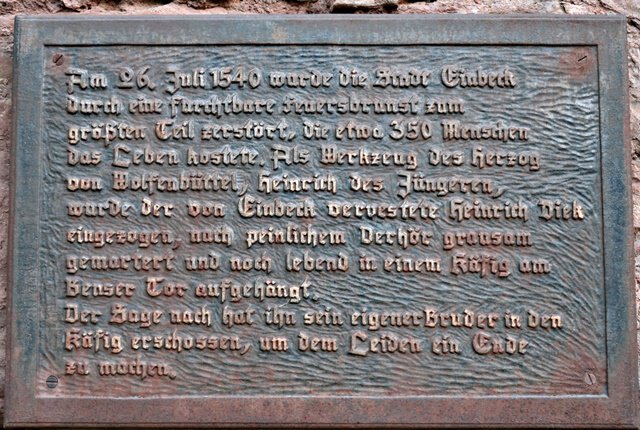 Am 26. Juli 1540 wurde die Stadt Einbeck
durch eine furchtbare Feuersbrunst zum
größten Teil zerstört, die etwa 350 Menschen
das Leben kostete. Als Werkzeug des Herzog
von Wolfenbüttel, Heinrich des Jüngeren,
wurde der von Einbeck vervestete Heinrich Diek
eingezogen, nach peinlichem Verhör grausam
gemartert und noch lebend in einem Käfig am
Benser Tor aufgehängt.
Der Sage nach hat ihn sein eigener Bruder in den
Käfig erschossen, um dem Leiden ein Ende
zu machen.